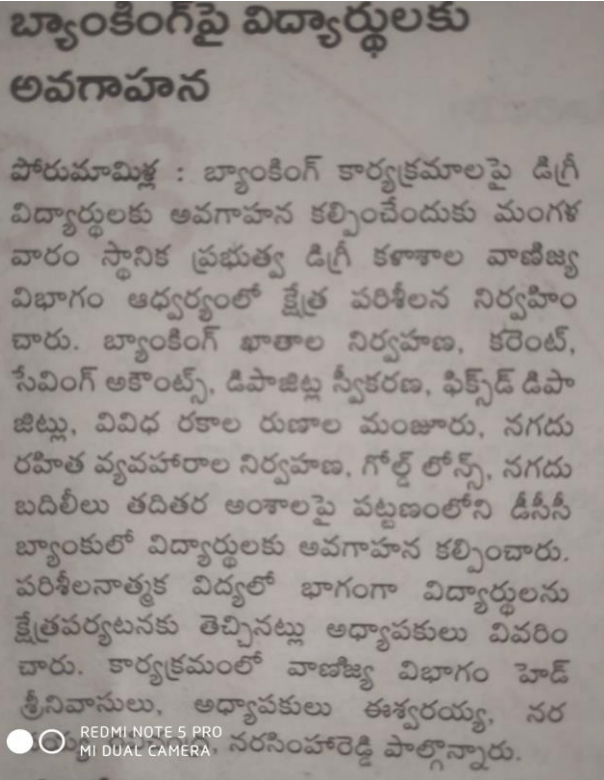 బ్యాంకింగ్‌పై విద్యార్థులకు
అవగాహన
పోరుమామిళ్ల : బ్యాంకింగ్ కార్యక్రమాలపై డిగ్రీ
విద్యార్థులకు అవగాహన కల్పించేందుకు మంగళ
వారం స్థానిక ప్రభుత్వ డిగ్రీ కళాశాల వాణిజ్య
విభాగం ఆధ్వర్యంలో క్షేత్ర పరిశీలన నిర్వహిం
చారు. బ్యాంకింగ్ ఖాతాల నిర్వహణ, కరెంట్,
సేవింగ్ అకౌంట్స్, డిపాజిట్ల స్వీకరణ, ఫిక్స్‌డ్ డిపా
జిట్లు, వివిధ రకాల రుణాల మంజూరు, నగదు
రహిత వ్యవహారాల నిర్వహణ, గోల్డ్ లోన్స్, నగదు
బదిలీలు తదితర అంశాలపై పట్టణంలోని డీసీసీ
బ్యాంకులో విద్యార్థులకు అవగాహన కల్పించారు.
పరిశీలనాత్మక విద్యలో భాగంగా విద్యార్థులను
క్షేత్రపర్యటనకు తెచ్చినట్లు అధ్యాపకులు వివరిం
చారు. కార్యక్రమంలో వాణిజ్య విభాగం హెడ్
శ్రీనివాసులు, అధ్యాపకులు ఈశ్వరయ్య, నర
నరసింహారెడ్డి పాల్గొన్నారు.
REDMI NOTE 5 PRO
MI DUAL CAMERA